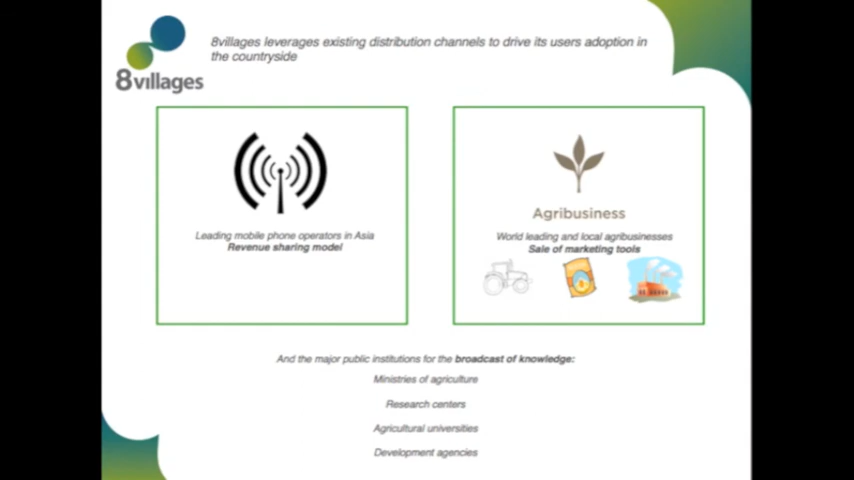 8villages leverages existing distribution channels to drive its users adoption in
the countryside
8villages
Leading mobile phone operators in Asia
Revenue sharing model
Agribusiness
World leading and local agribusinesses
Sale of marketing tools
And the major public institutions for the broadcast of knowledge:
Ministries of agriculture
Research centers
Agricultural universities
Development agencies